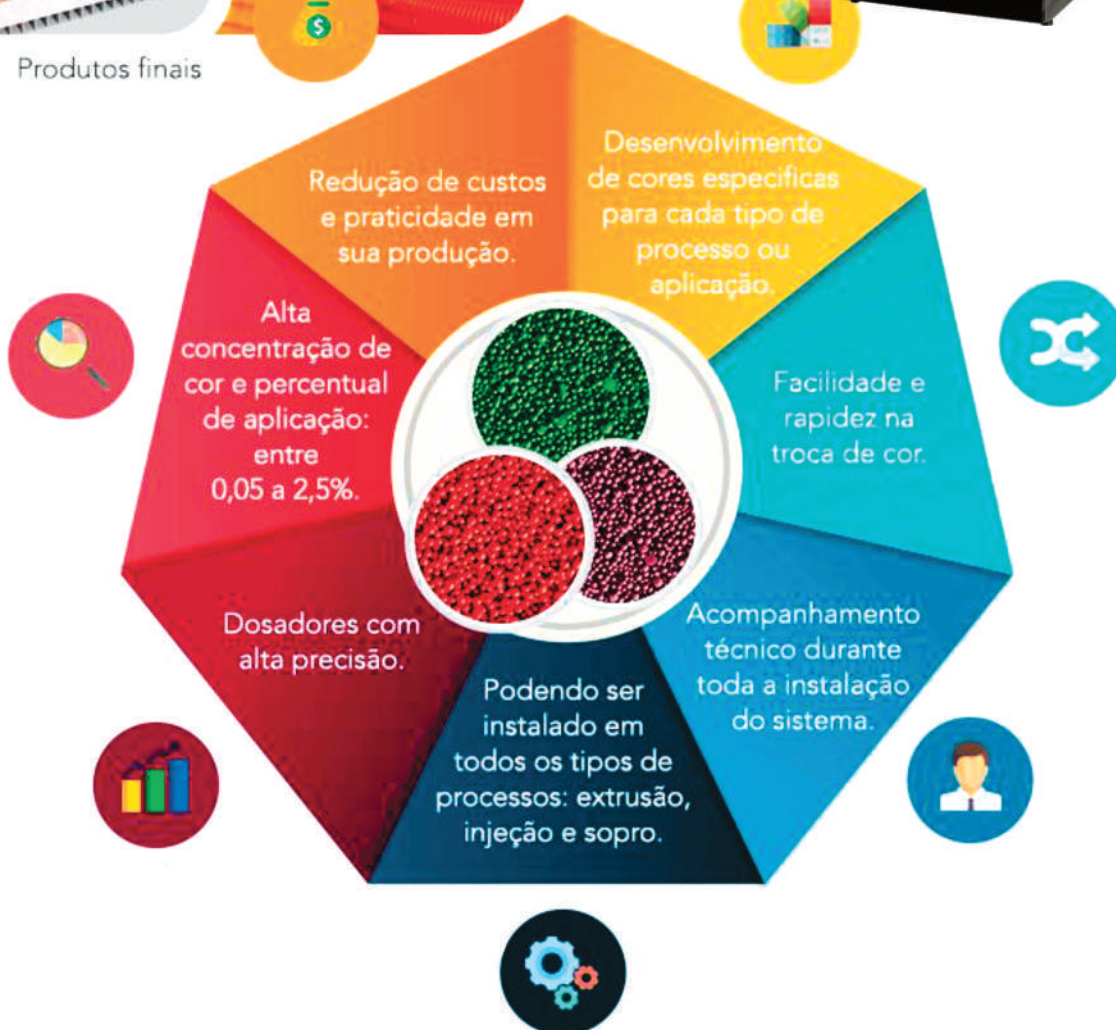 Produtos finais
Redução de custos
e praticidade em
sua produção.
Desenvolvimento
de cores especificas
para cada tipo de
processo ou
aplicação.
Alta
concentração de
cor e percentual
de aplicação:
entre
0,05 a 2,5%.
Facilidade e
rapidez na
troca de cor.
Dosadores com
alta precisão.
Acompanhamento
técnico durante
toda a instalação
do sistema.
Podendo ser
instalado em
todos os tipos de
processos: extrusão,
injeção e sopro.
$